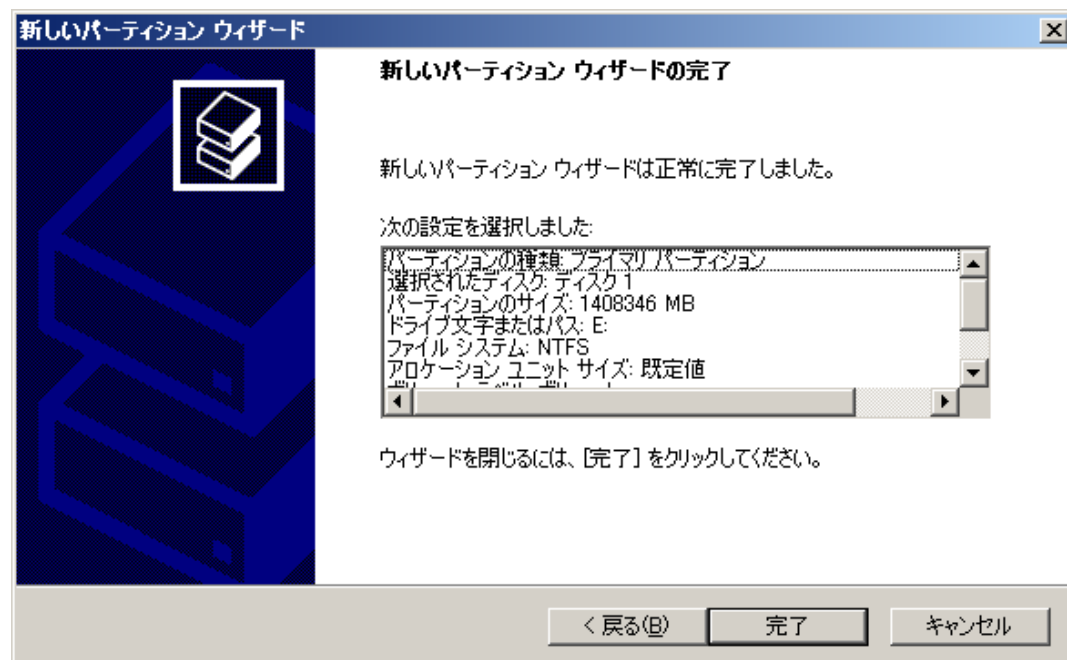 新しいパーティション ウィザード
新しいパーティション ウィザードの完了
新しいパーティション ウィザードは正常に完了しました。
次の設定を選択しました:
パーティションの種類: プライマリ パーティション
選択されたディスク: ディスク 1
パーティションのサイズ: 1408346 MB
ドライブ文字またはパス: E:
ファイル システム: NTFS
アロケーション ユニット サイズ: 既定値
ウィザードを閉じるには、[完了] をクリックしてください。
< 戻る(B)
完了
キャンセル